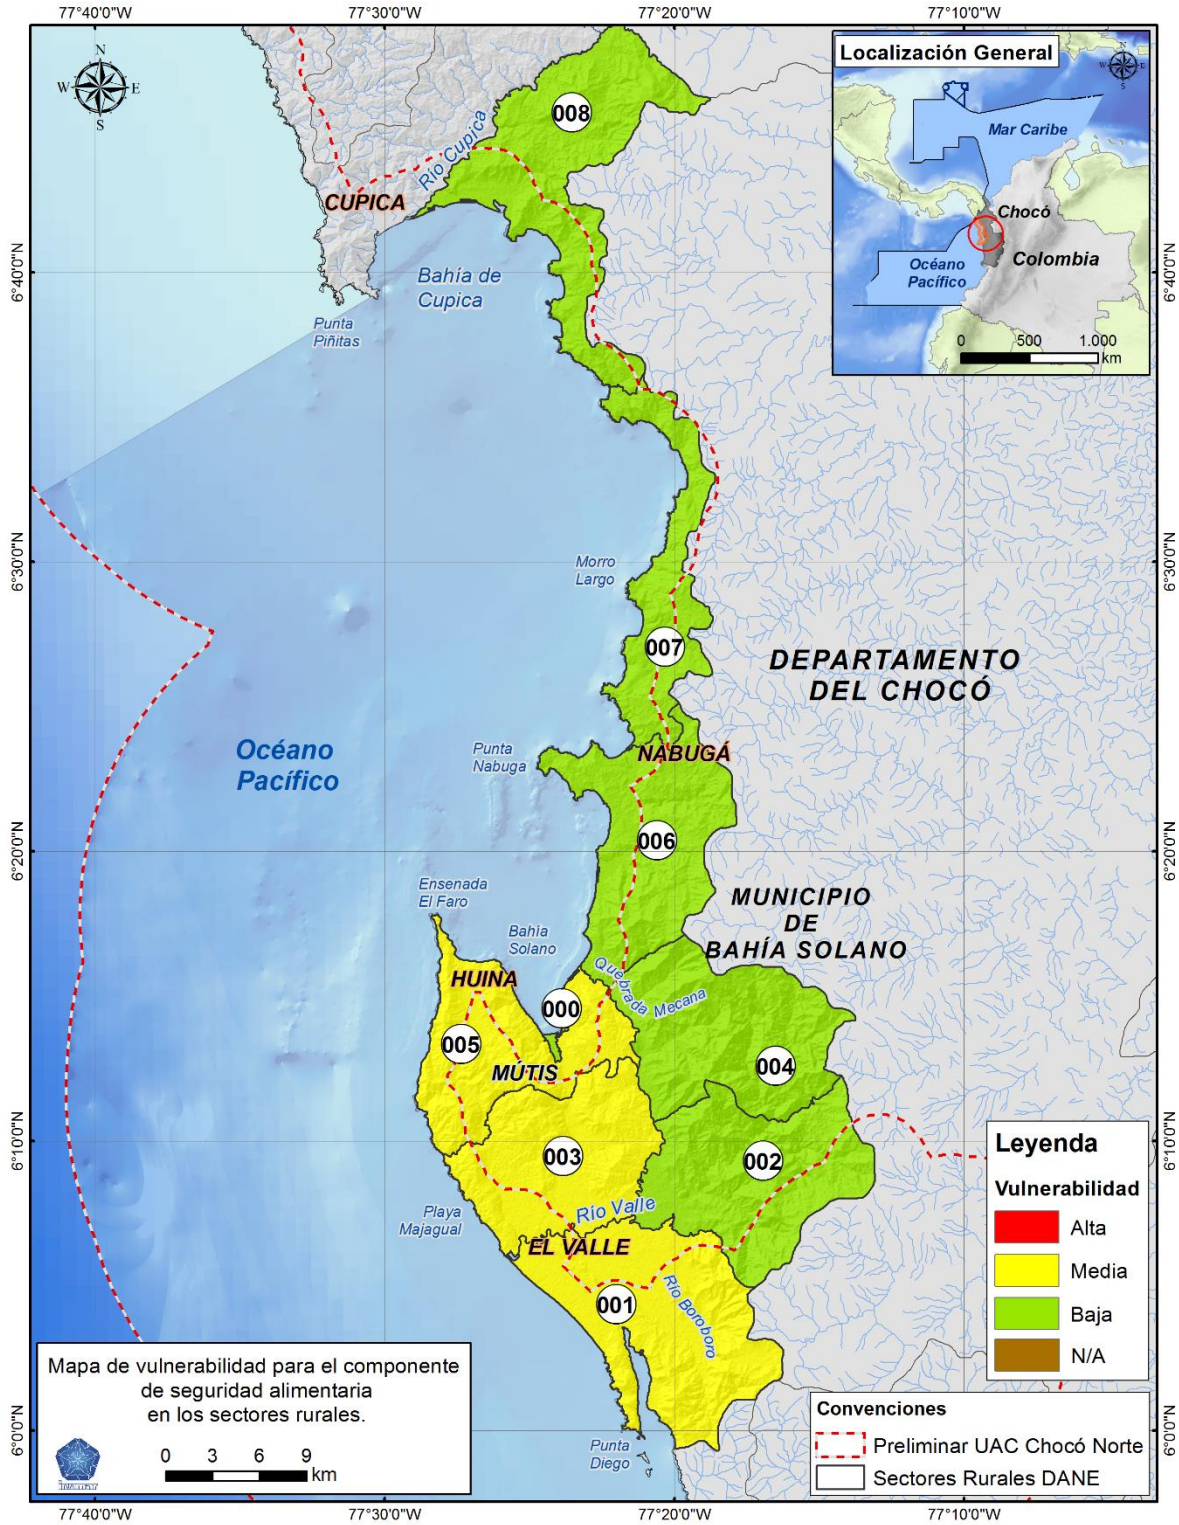 77°40'0"W
77°30'0"W
77°20'0"W
77°10'0"W
N
W
E
S
Localización General
Mar Caribe
Chocó
Colombia
Océano
Pacífico
0 500 1.000
km
008
Río Cupica
CUPICA
6°40'0"N
6°40'0"N
Bahía de
Cupica
Punta
Piñitas
6°30'0"N
6°30'0"N
Morro
Largo
007
DEPARTAMENTO
DEL CHOCÓ
Océano
Pacífico
Punta
Nabuga
NABUGÁ
006
6°20'0"N
6°20'0"N
Ensenada
El Faro
MUNICIPIO
DE
BAHÍA SOLANO
Bahía
Solano
HUINA
Quebrada Mecana
000
005
004
MUTIS
6°10'0"N
6°10'0"N
003
002
Río Valle
Playa
Majagual
EL VALLE
001
Río Boroboro
Leyenda
Vulnerabilidad
Alta
Media
Baja
N/A
Mapa de vulnerabilidad para el componente
de seguridad alimentaria
en los sectores rurales.
0 3 6 9
km
invemar
6°0'0"N
6°0'0"N
Punta
Diego
Convenciones
Preliminar UAC Chocó Norte
Sectores Rurales DANE
77°40'0"W
77°30'0"W
77°20'0"W
77°10'0"W